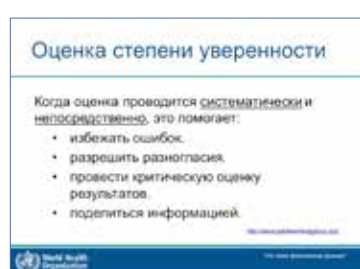 Оценка степени уверенности
Когда оценка проводится систематически и
непосредственно, это помогает:
• избежать ошибок.
• разрешить разногласия.
• провести критическую оценку
результатов.
• поделиться информацией.
World Health
Organization